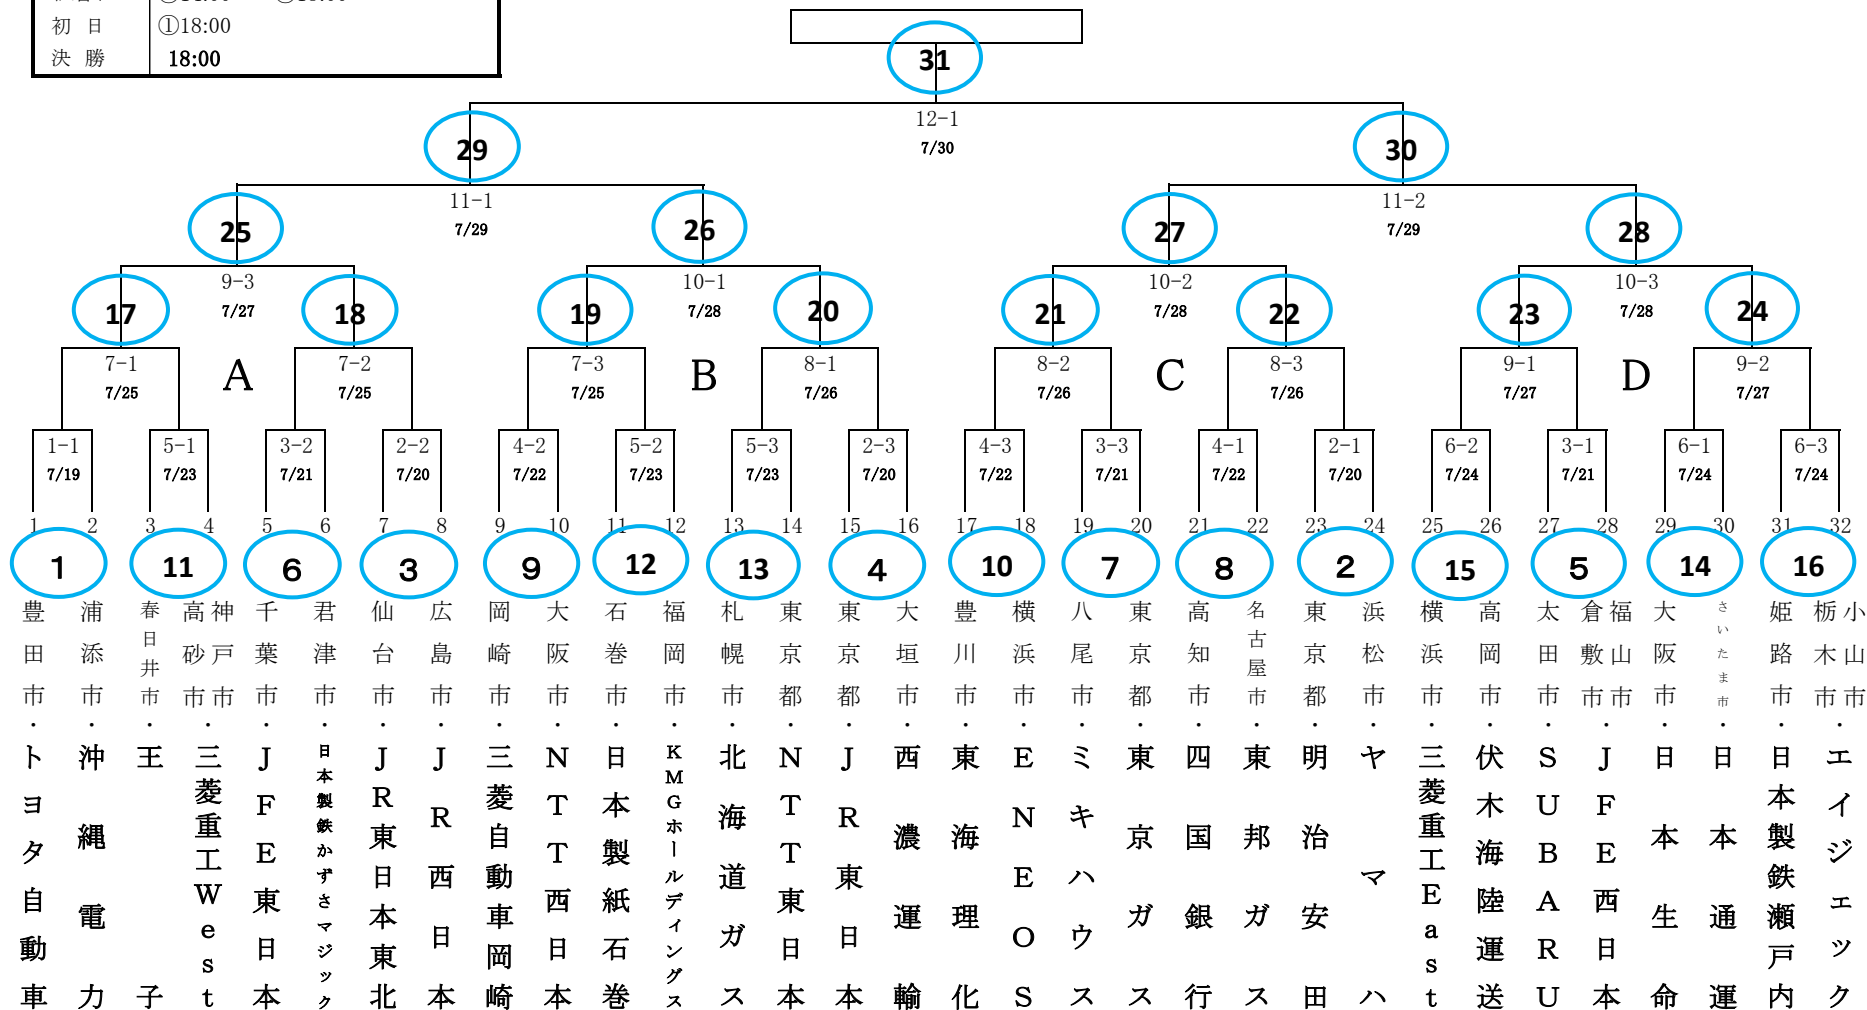 初 日 ①18:00
決 勝 18:00
31
12-1
7/30
29 30
11-1 11-2
7/29 7/29
25 26 27 28
9-3 10-1 10-2 10-3
7/27 7/28 7/28 7/28
17 18 19 20 21 22 23 24
7-1 7-2 7-3 8-1 8-2 8-3 9-1 9-2
7/25 7/25 7/25 7/26 7/26 7/26 7/27 7/27
A B C D
1-1 5-1 3-2 2-2 4-2 5-2 5-3 2-3 4-3 3-3 4-1 2-1 6-2 3-1 6-1 6-3
7/19 7/23 7/21 7/20 7/22 7/23 7/23 7/20 7/22 7/21 7/22 7/20 7/24 7/21 7/24 7/24
1 2 3 4 5 6 7 8 9 10 11 12 13 14 15 16 17 18 19 20 21 22 23 24 25 26 27 28 29 30 31 32
1 11 6 3 9 12 13 4 10 7 8 2 15 5 14 16
豊田市・トヨタ自動車
浦添市・沖縄電力
春日井市・王子
神戸市
高砂市・三菱重工West
千葉市・JFE東日本
君津市・日本製鉄かずさマジック
仙台市・JR東日本東北
広島市・JR西日本
岡崎市・三菱自動車岡崎
大阪市・NTT西日本
石巻市・日本製紙石巻
福岡市・KMGホールディングス
札幌市・北海道ガス
東京都・NTT東日本
東京都・JR東日本
大垣市・西濃運輸
豊川市・東海理化
横浜市・ENEOS
八尾市・ミキハウス
東京都・東京ガス
高知市・四国銀行
名古屋市・東邦ガス
東京都・明治安田
浜松市・ヤマハ
横浜市・三菱重工East
高岡市・伏木海陸運送
太田市・SUBARU
福山市
倉敷市・JFE西日本
大阪市・日本生命
さいたま市・日本通運
姫路市・日本製鉄瀬戸内
小山市
栃木市・エイジェック